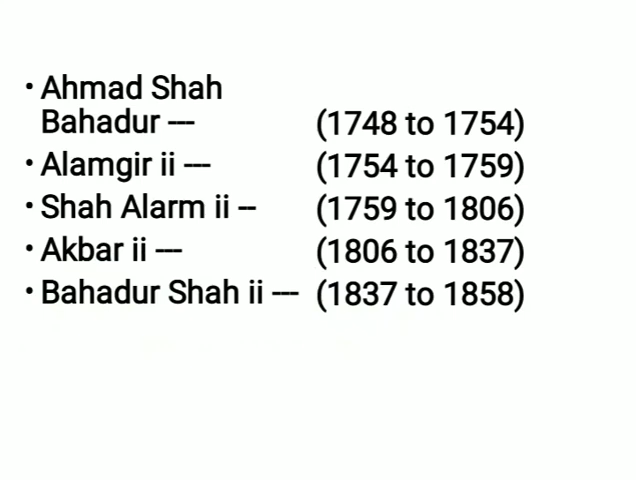 • Ahmad Shah
Bahadur --- (1748 to 1754)
• Alamgir ii --- (1754 to 1759)
• Shah Alarm ii -- (1759 to 1806)
• Akbar ii --- (1806 to 1837)
• Bahadur Shah ii --- (1837 to 1858)